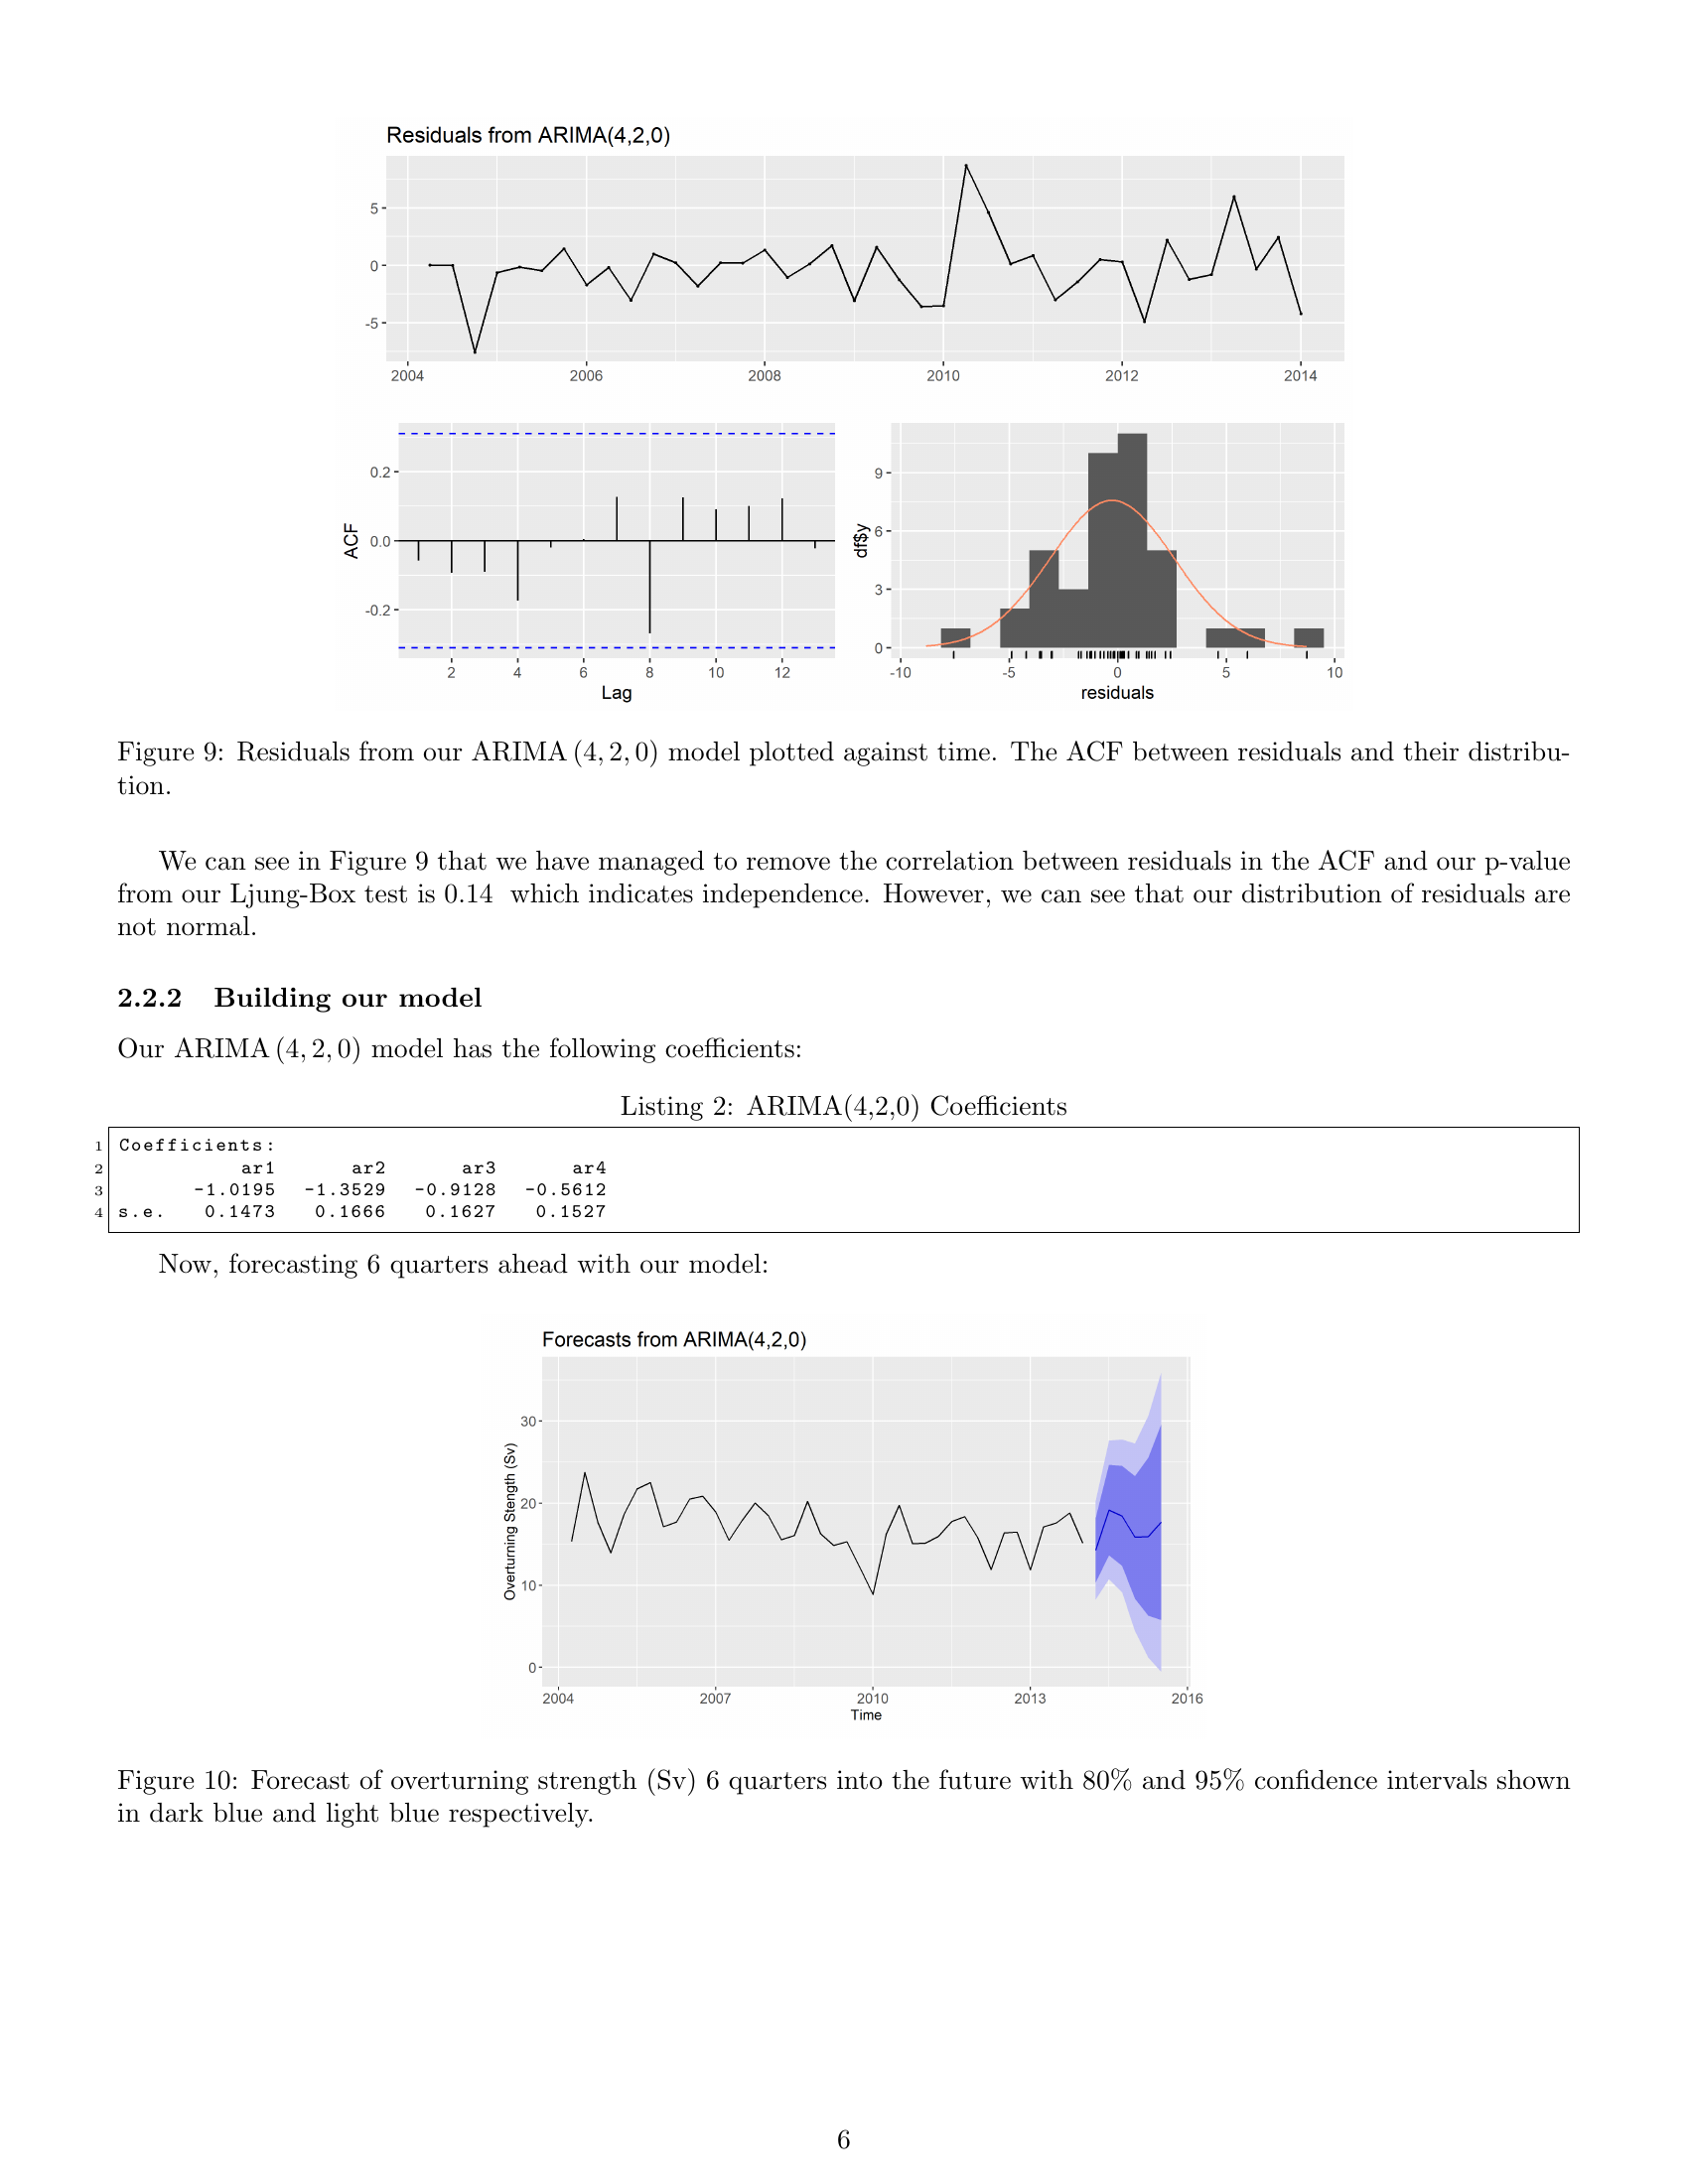 Residuals from ARIMA(4,2,0)
5
0
-5
2004 2006 2008 2010 2012 2014
ACF
0.2
0.0
-0.2
2 4 6 8 10 12
Lag
df$y
9
6
3
0
-10 -5 0 5 10
residuals
Figure 9: Residuals from our ARIMA (4, 2, 0) model plotted against time. The ACF between residuals and their distribu-
tion.
We can see in Figure 9 that we have managed to remove the correlation between residuals in the ACF and our p-value
from our Ljung-Box test is 0.14 which indicates independence. However, we can see that our distribution of residuals are
not normal.
2.2.2 Building our model
Our ARIMA (4, 2, 0) model has the following coefficients:
Listing 2: ARIMA(4,2,0) Coefficients
1 Coefficients:
2 ar1 ar2 ar3 ar4
3 -1.0195 -1.3529 -0.9128 -0.5612
4 s.e. 0.1473 0.1666 0.1627 0.1527
Now, forecasting 6 quarters ahead with our model:
Forecasts from ARIMA(4,2,0)
Overturning Stength (Sv)
30
20
10
0
2004 2007 2010 2013 2016
Time
Figure 10: Forecast of overturning strength (Sv) 6 quarters into the future with 80% and 95% confidence intervals shown
in dark blue and light blue respectively.
6